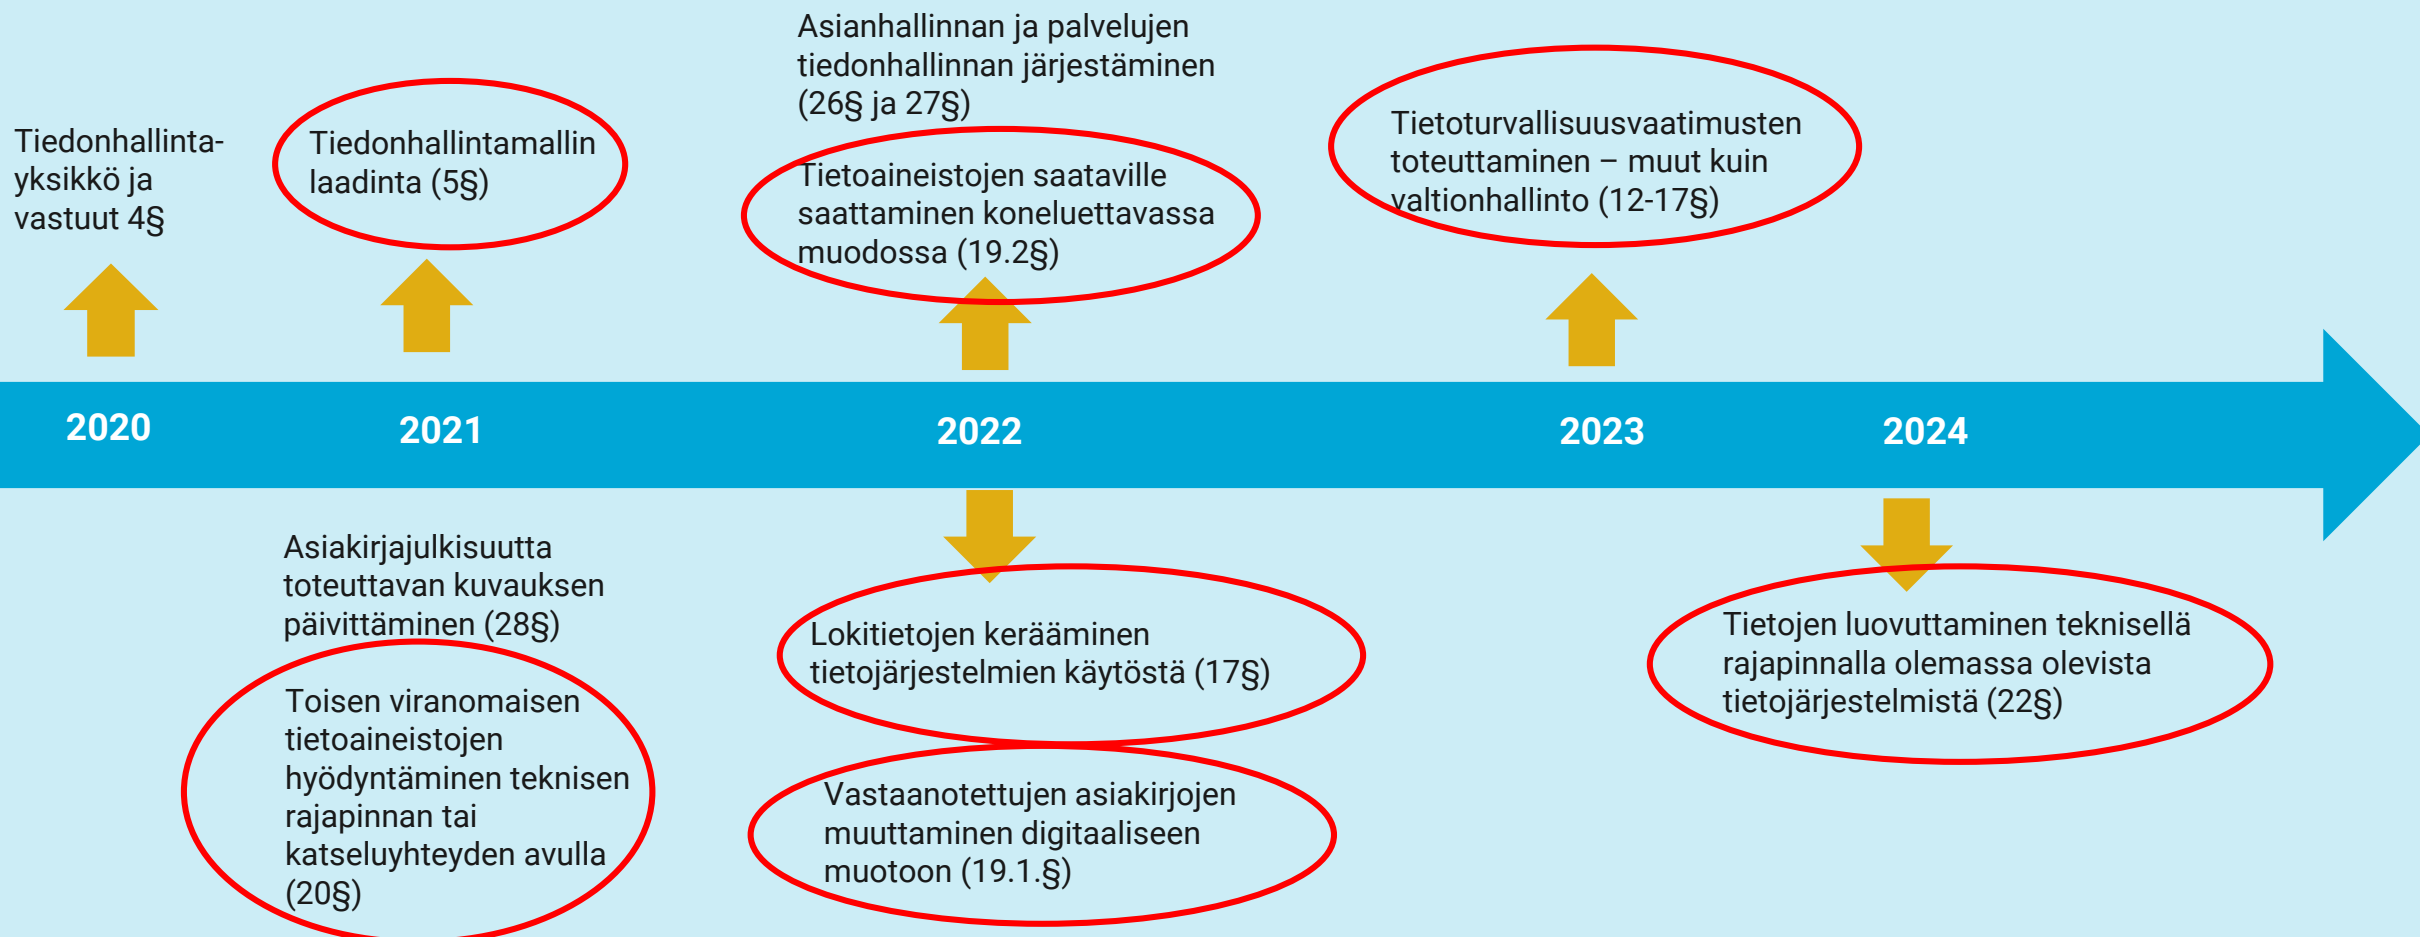 Tiedonhallinta-
yksikkö ja
vastuut 4§
Tiedonhallintamallin
laadinta (5§)
Asianhallinnan ja palvelujen
tiedonhallinnan järjestäminen
(26§ ja 27§)
Tietoaineistojen saataville
saattaminen koneluettavassa
muodossa (19.2§)
Tietoturvallisuusvaatimusten
toteuttaminen – muut kuin
valtionhallinto (12-17§)
2020
2021
2022
2023
2024
Asiakirjajulkisuutta
toteuttavan kuvauksen
päivittäminen (28§)
Toisen viranomaisen
tietoaineistojen
hyödyntäminen teknisen
rajapinnan tai
katseluyhteyden avulla
(20§)
Lokitietojen kerääminen
tietojärjestelmien käytöstä (17§)
Vastaanotettujen asiakirjojen
muuttaminen digitaaliseen
muotoon (19.1.§)
Tietojen luovuttaminen teknisellä
rajapinnalla olemassa olevista
tietojärjestelmistä (22§)